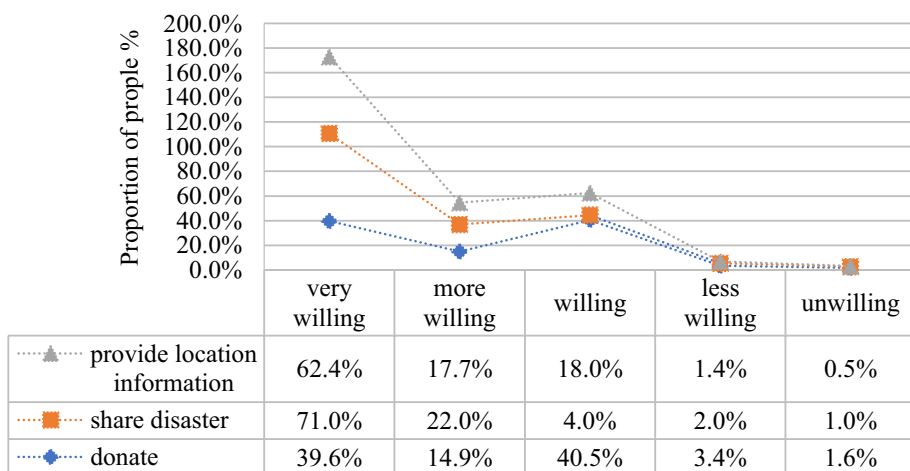 Proportion of prople %
200.0%
180.0%
160.0%
140.0%
120.0%
100.0%
80.0%
60.0%
40.0%
20.0%
0.0%
very willing
more willing
willing
less willing
unwilling
provide location information
62.4% 17.7% 18.0% 1.4% 0.5%
share disaster 71.0% 22.0% 4.0% 2.0% 1.0%
donate 39.6% 14.9% 40.5% 3.4% 1.6%